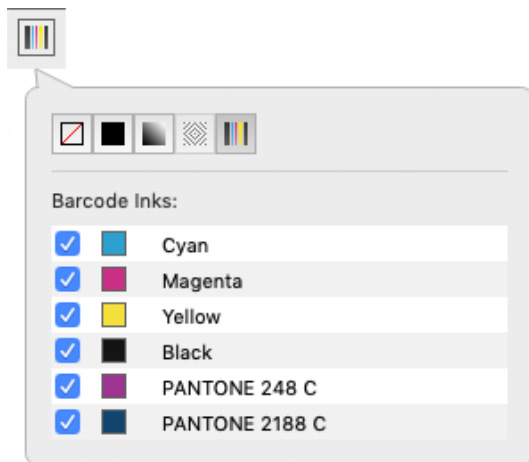 Barcode Inks:
Cyan
Magenta
Yellow
Black
PANTONE 248 C
PANTONE 2188 C